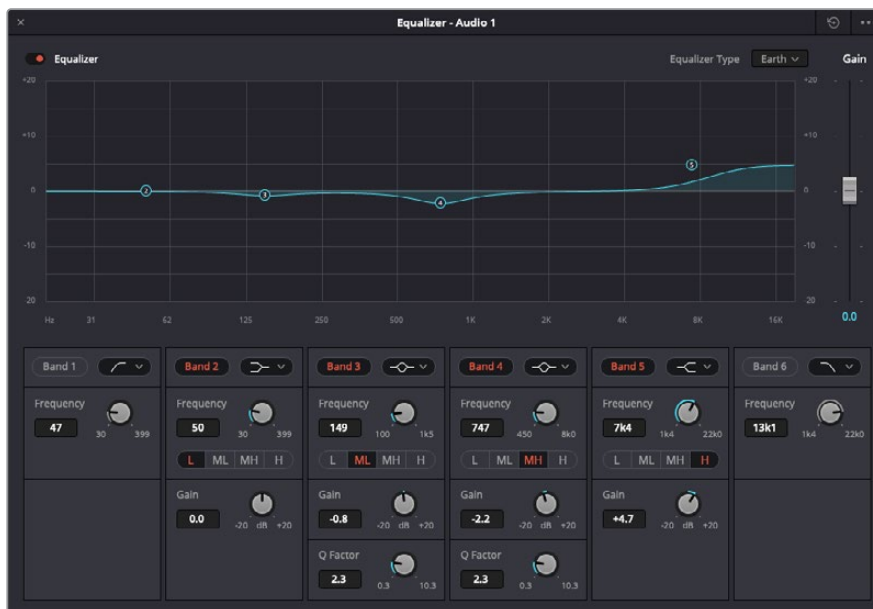 × Equalizer - Audio 1
Equalizer Equalizer Type Earth Gain
+20 +20
+10 +10
2 3 4 5
0 0
-10 -10
20 20
Hz 31 62 125 250 500 1K 2K 4K 8K 16K 0.0
Band 1 Band 2 Band 3 Band 4 Band 5 Band 6
Frequency Frequency Frequency Frequency Frequency Frequency
47 50 149 747 7k4 13k1
30 399 30 399 100 1k5 450 8k0 1k4 22k0 1k4 22k0
L ML MH H L ML MH H L ML MH H L ML MH H
Gain Gain Gain Gain
0.0 -0.8 -2.2 +4.7
-20 dB +20 -20 dB +20 -20 dB +20 -20 dB +20
Q Factor Q Factor
2.3 2.3
0.3 10.3 0.3 10.3